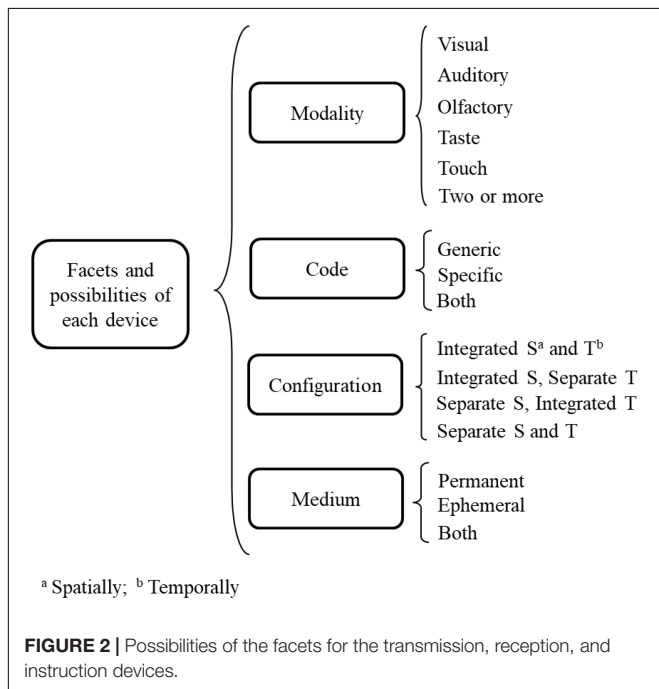 Facets and
possibilities of
each device
Modality
Visual
Auditory
Olfactory
Taste
Touch
Two or more
Code
Generic
Specific
Both
Configuration
Integrated Sᵃ and Tᵇ
Integrated S, Separate T
Separate S, Integrated T
Separate S and T
Medium
Permanent
Ephemeral
Both
ᵃ Spatially; ᵇ Temporally
FIGURE 2 | Possibilities of the facets for the transmission, reception, and
instruction devices.